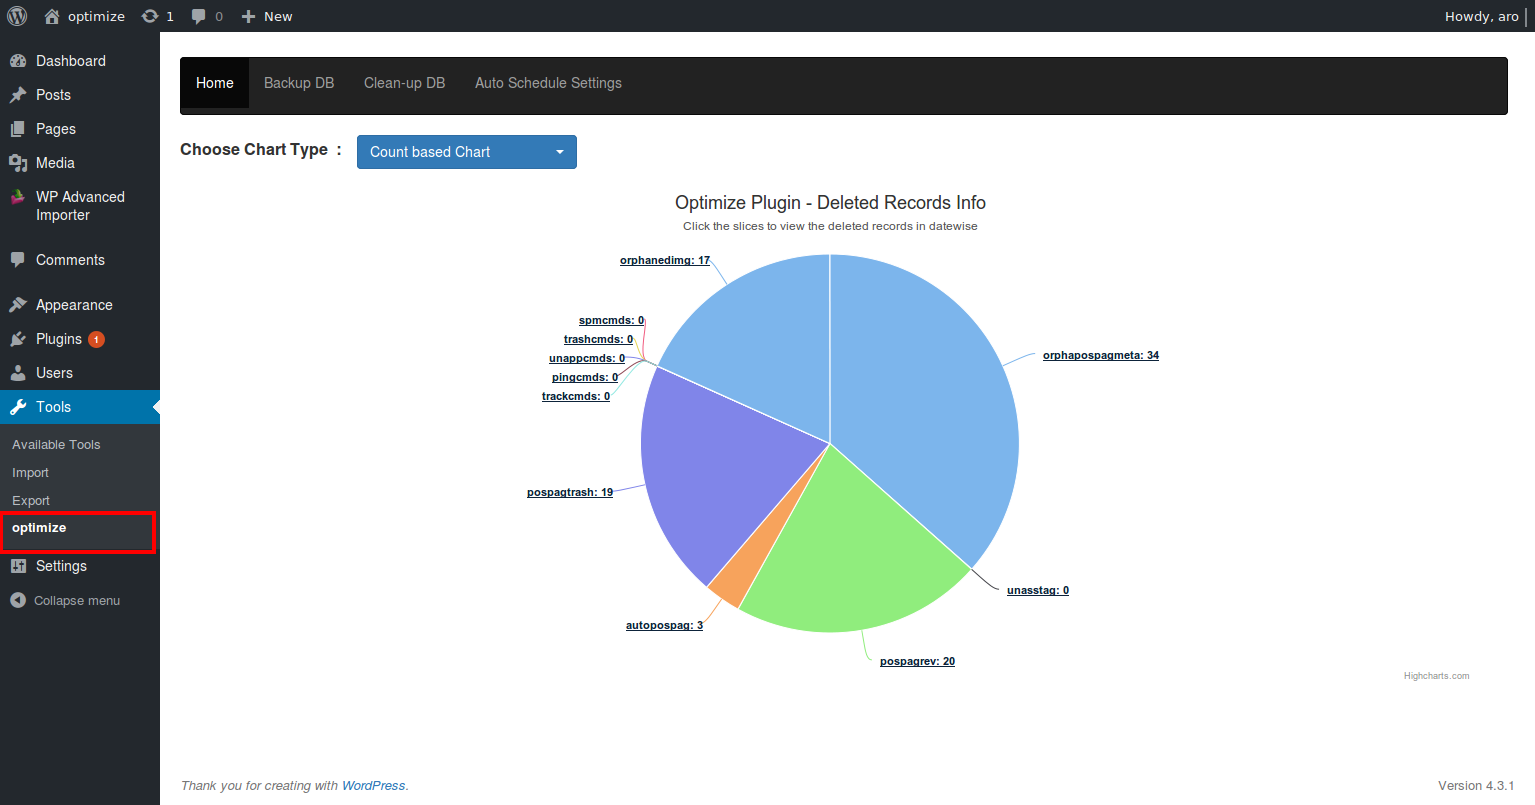 optimize 1 0 New Howdy, aro
Dashboard
Posts
Pages
Media
WP Advanced
Importer
Comments
Appearance
Plugins 1
Users
Tools
Available Tools
Import
Export
optimize
Settings
Collapse menu
Home Backup DB Clean-up DB Auto Schedule Settings
Choose Chart Type : Count based Chart
Optimize Plugin - Deleted Records Info
Click the slices to view the deleted records in datewise
orphanedimg: 17
spmcmds: 0
trashcmds: 0
unappcmds: 0
pingcmds: 0
trackcmds: 0
orphapospagmeta: 34
pospagtrash: 19
unasstag: 0
autopospag: 3
pospagrev: 20
Highcharts.com
Thank you for creating with WordPress. Version 4.3.1